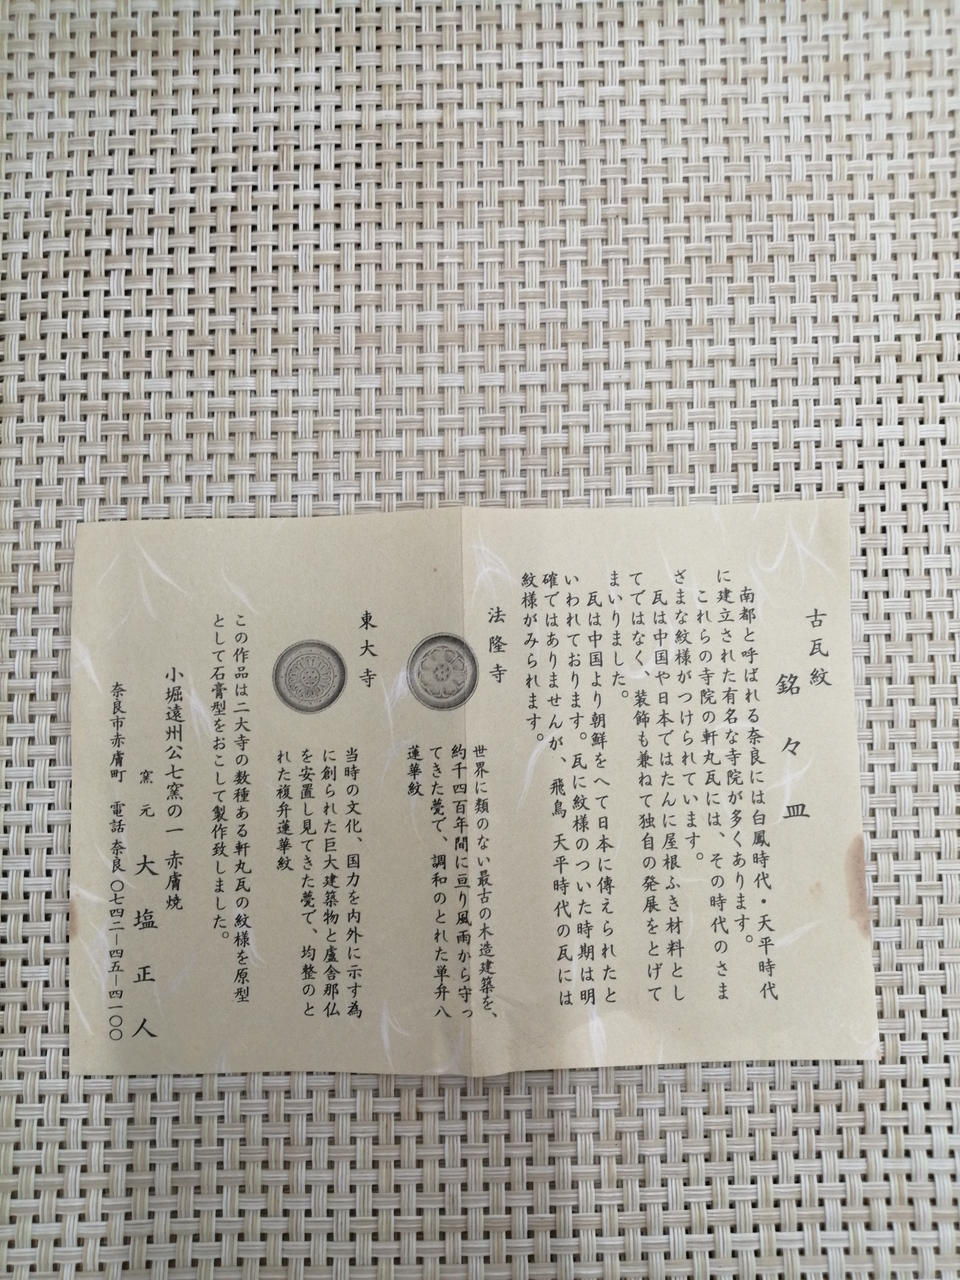 古瓦紋
銘々皿
南都と呼ばれる奈良には白鳳時代・天平時代
に建立された有名な寺院が多くあります。
これらの寺院の軒丸瓦には、その時代のさま
ざまな紋様がつけられています。
瓦は中国や日本ではたんに屋根ふき材料とし
てではなく、装飾も兼ねて独自の発展をとげて
まいりました。
瓦は中国より朝鮮をへて日本に傳えられたと
いわれております。瓦に紋様のついた時期は明
確ではありませんが、飛鳥 天平時代の瓦には
紋様がみられます。
法隆寺
世界に類のない最古の木造建築を、
約千四百年間に亘り風雨から守っ
てきた甍で、調和のとれた単弁八
蓮華紋
東大寺
当時の文化、国力を内外に示す為
に創られた巨大建築物と盧舎那仏
を安置し見てきた甍で、均整のと
れた複弁蓮華紋
この作品は二大寺の数種ある軒丸瓦の紋様を原型
として石膏型をおこして製作致しました。
小堀遠州公七窯の一 赤膚焼
窯元 大塩正人
奈良市赤膚町 電話 奈良 〇七四二―四五―四一〇〇